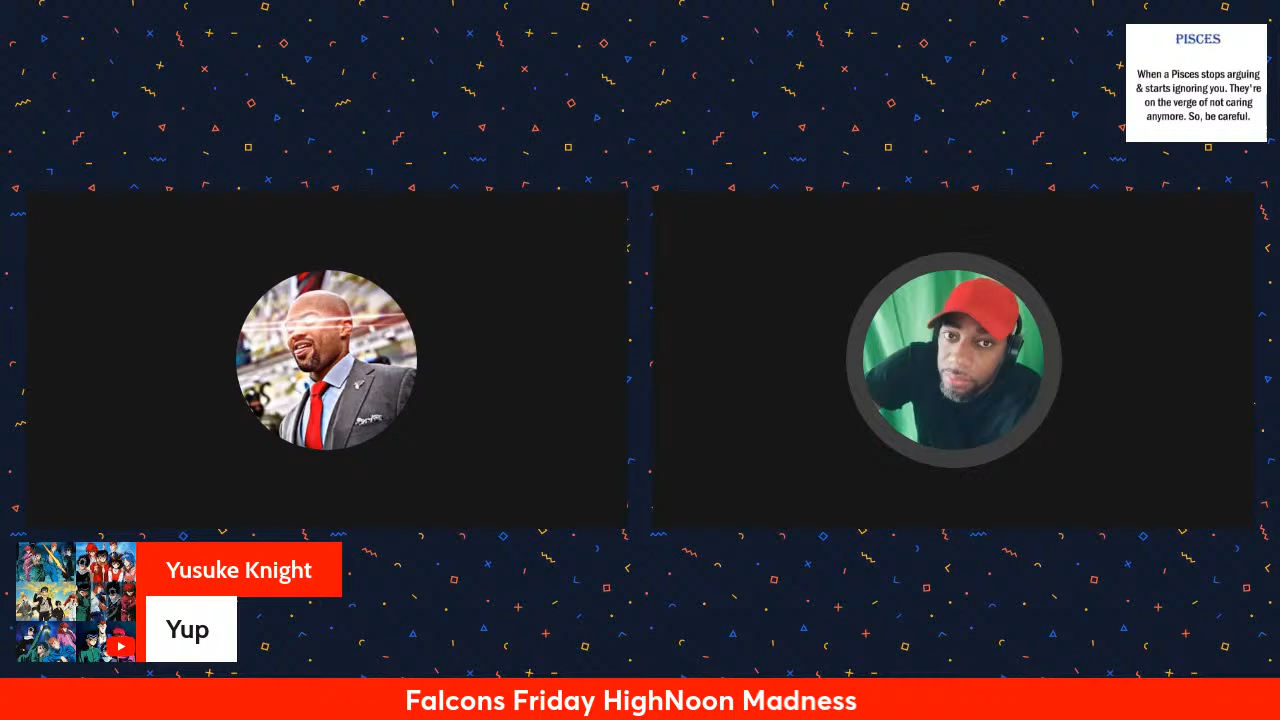 PISCES
When a Pisces stops arguing
& starts ignoring you. They're
on the verge of not caring
anymore. So, be careful.
Yusuke Knight
Yup
Falcons Friday HighNoon Madness